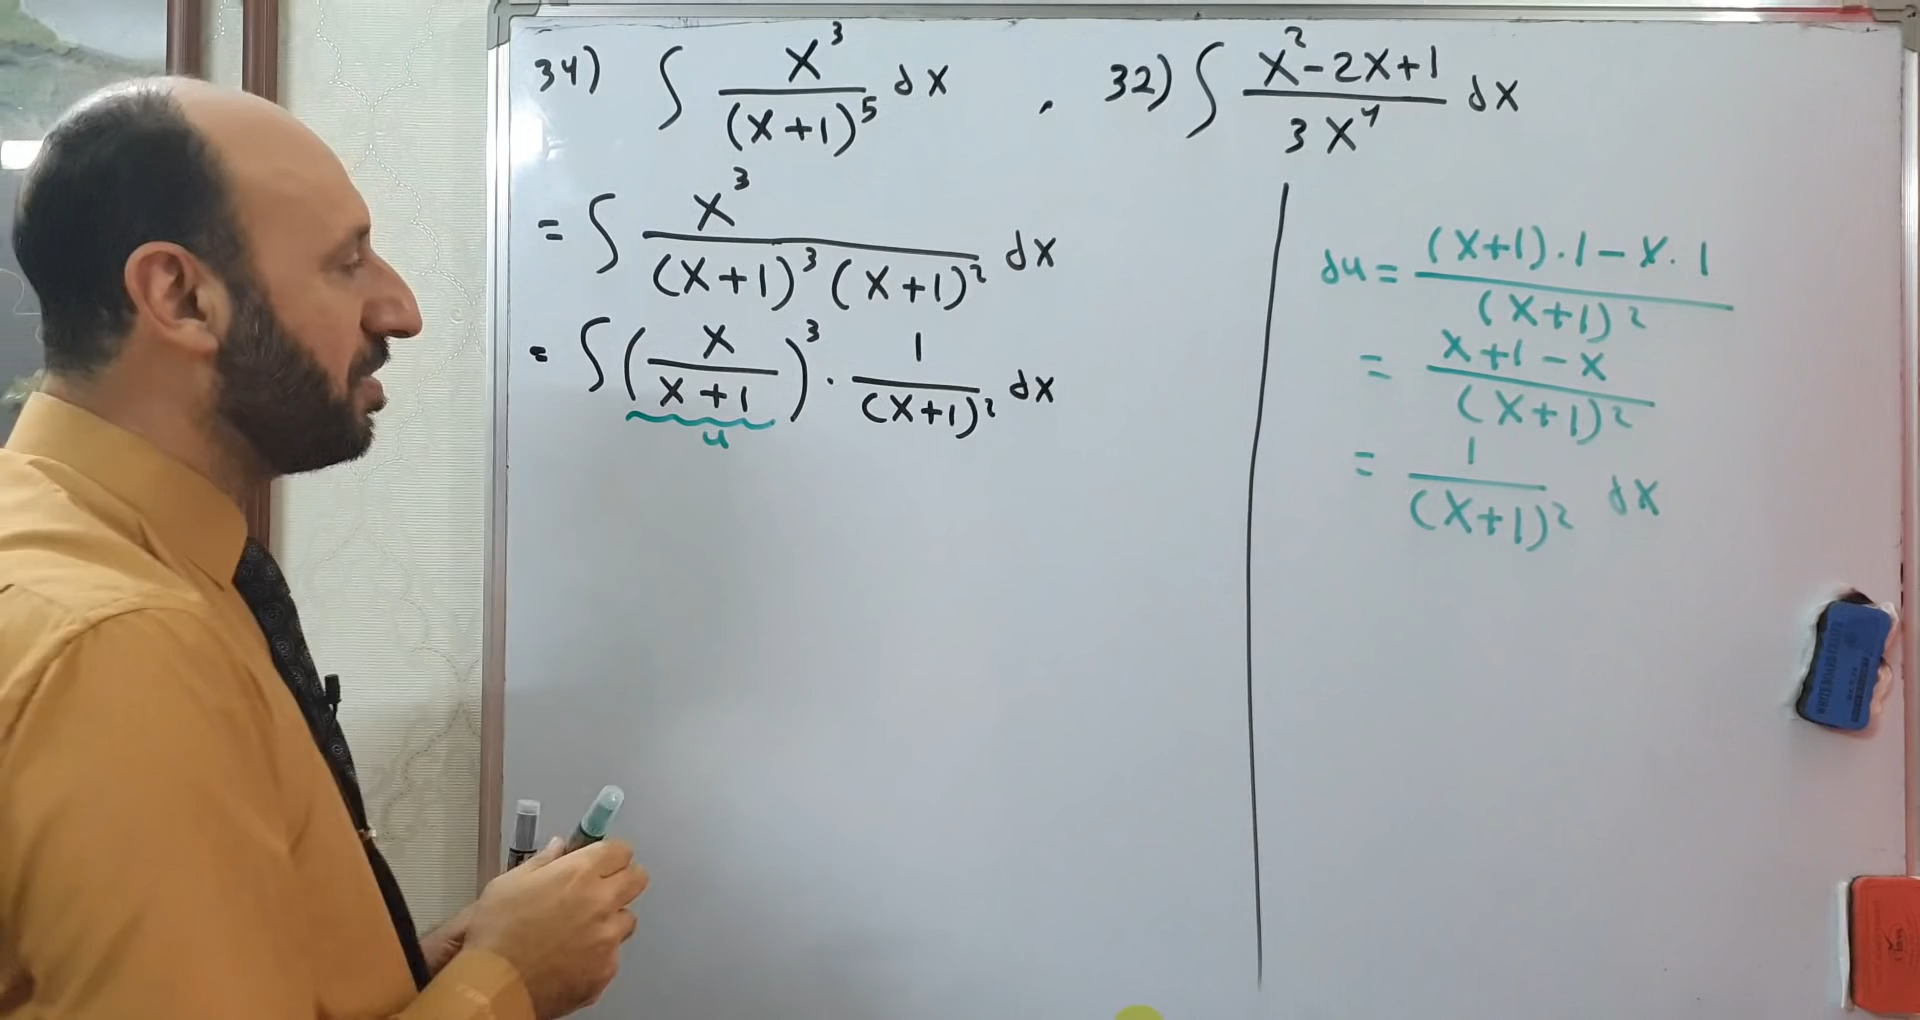 34) ∫ x³/(x+1)⁵ dx , 32) ∫ x²-2x+1/3x⁴ dx
= ∫ x³/(x+1)³(x+1)² dx
= ∫(x/x+1)³ · 1/(x+1)² dx
u
du = (x+1)·1-x·1/(x+1)²
= x+1-x/(x+1)²
= 1/(x+1)² dx